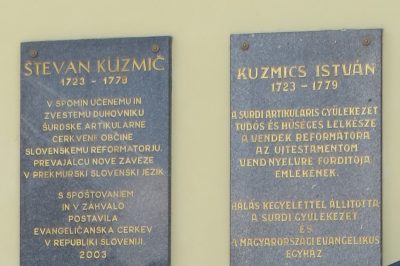 ŠTEVAN KUZMIČ
1723 - 1779
V SPOMIN UČENEMU IN
ZVESTEMU DUHOVNIKU
ŠURDSKE ARTIKULARNE
CERKVENE OBČINE
SLOVENSKEMU REFORMATORJU,
PREVAJALCU NOVE ZAVEZE
V PREKMURSKI SLOVENSKI JEZIK
S SPOŠTOVANJEM
IN V ZAHVALO
POSTAVILA
EVANGELIČANSKA CERKEV
V REPUBLIKI SLOVENIJI,
2003
KUZMICS ISTVÁN
1723 - 1779
A SURDI ARTIKULÁRIS GYÜLEKEZET
TUDÓS ÉS HŰSÉGES LELKÉSZE
A VENDEK REFORMÁTORA
AZ ÚJTESTAMENTOM
VEND NYELVRE FORDÍTÓJA
EMLÉKÉNEK.
HÁLÁS KEGYELETTEL ÁLLÍTOTTA
A SURDI GYÜLEKEZET
ÉS
A MAGYARORSZÁGI EVANGÉLIKUS
EGYHÁZ